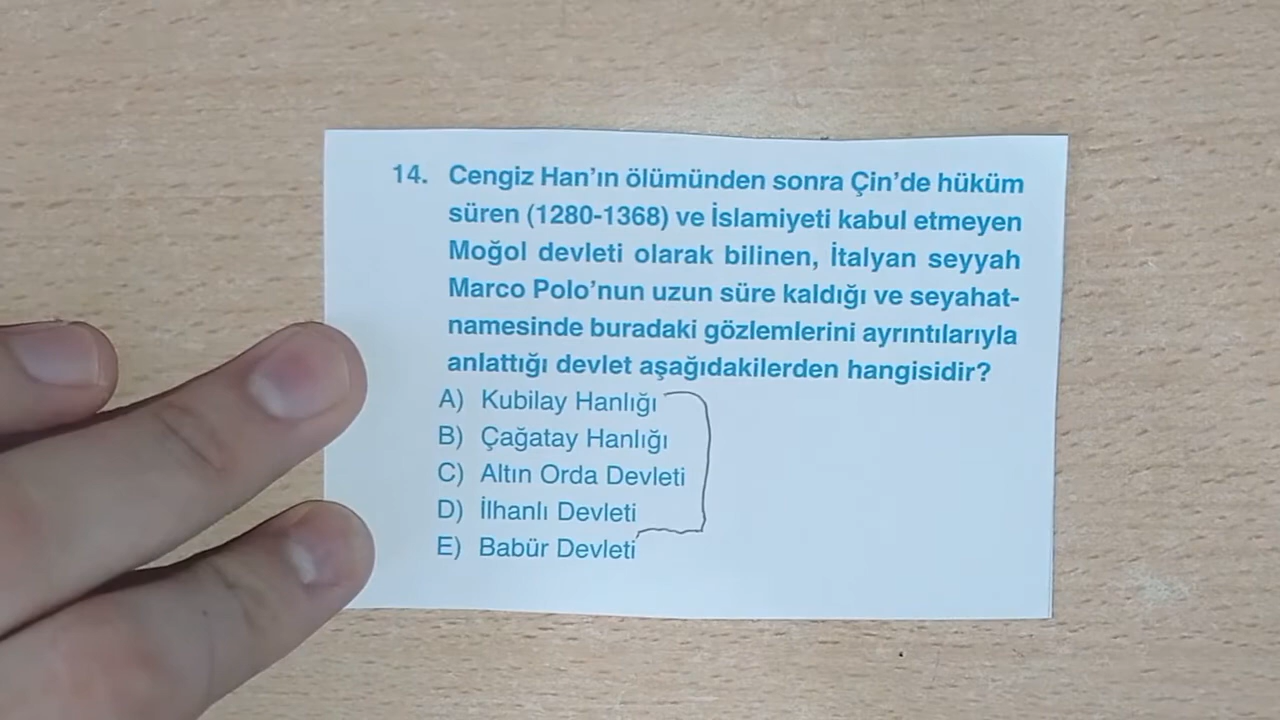 14. Cengiz Han'ın ölümünden sonra Çin'de hüküm
süren (1280-1368) ve İslamiyeti kabul etmeyen
Moğol devleti olarak bilinen, İtalyan seyyah
Marco Polo'nun uzun süre kaldığı ve seyahat-
namesinde buradaki gözlemlerini ayrıntılarıyla
anlattığı devlet aşağıdakilerden hangisidir?
A) Kubilay Hanlığı
B) Çağatay Hanlığı
C) Altın Orda Devleti
D) İlhanlı Devleti
E) Babür Devleti